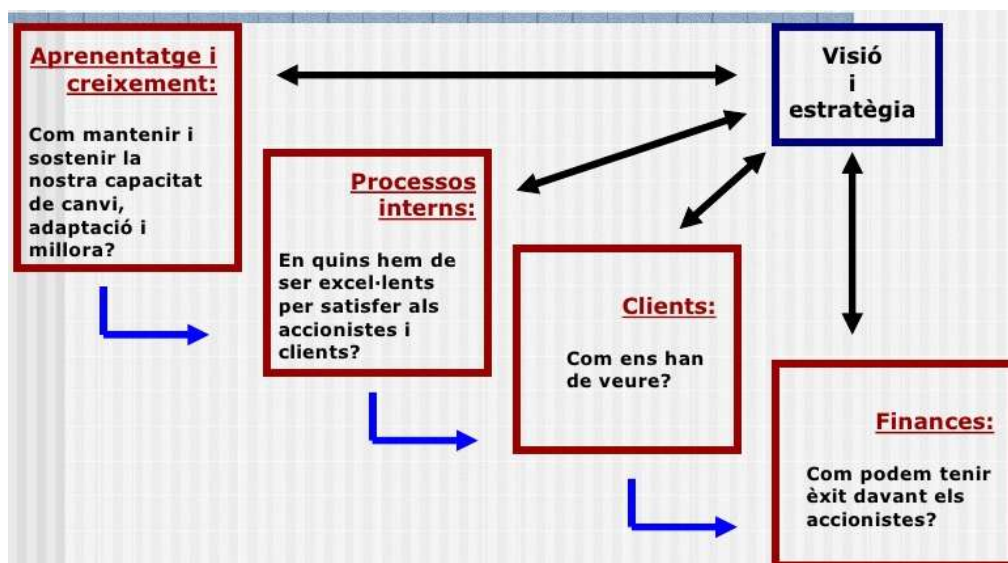 Aprenentatge i
creixement:
Com mantenir i
sostenir la
nostra capacitat
de canvi,
adaptació i
millora?
Visió
i
estratègia
Processos
interns:
En quins hem de
ser excel·lents
per satisfer als
accionistes i
clients?
Clients:
Com ens han
de veure?
Finances:
Com podem tenir
èxit davant els
accionistes?